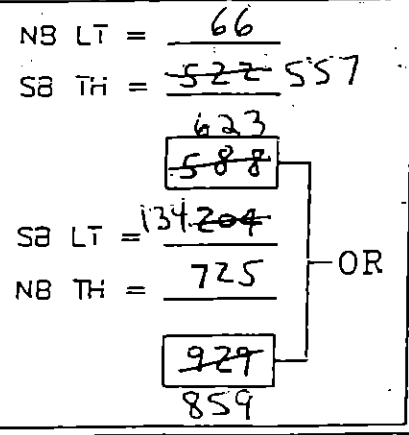 NB LT = 66
SB TH = 522 557
623
588
SB LT = 134 204
OR
NB TH = 725
929
859